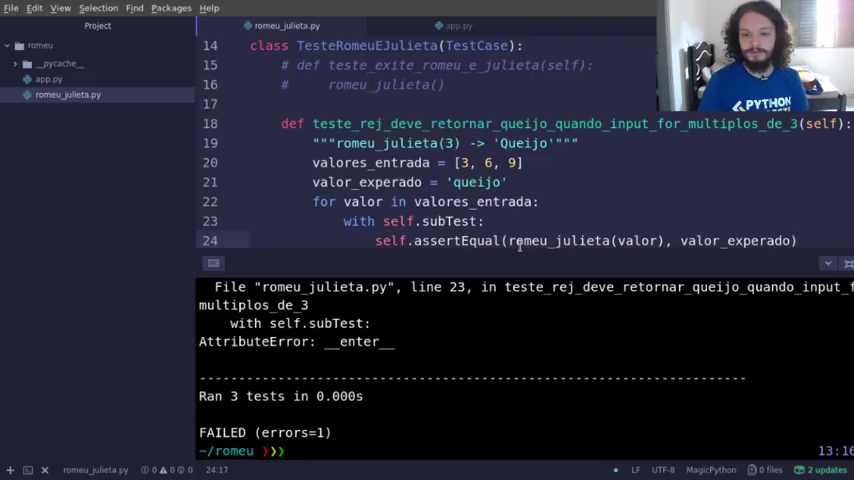 File Edit View Selection Find Packages Help
Project
romeu_julieta.py
app.py
romeu
__pycache__
app.py
romeu_julieta.py
14 class TesteRomeuEJulieta(TestCase):
15 # def teste_exite_romeu_e_julieta(self):
16 #     romeu_julieta()
17
18 def teste_rej_deve_retornar_queijo_quando_input_for_multiplos_de_3(self):
19 """romeu_julieta(3) -> 'Queijo'"""
20 valores_entrada = [3, 6, 9]
21 valor_experado = 'queijo'
22 for valor in valores_entrada:
23 with self.subTest:
24 self.assertEqual(romeu_julieta(valor), valor_experado)
PYTHON
File "romeu_julieta.py", line 23, in teste_rej_deve_retornar_queijo_quando_input_f
multiplos_de_3
with self.subTest:
AttributeError: __enter__
----------------------------------------------------------------------
Ran 3 tests in 0.000s
FAILED (errors=1)
~/romeu ❯❯❯
13:16
romeu_julieta.py 0 0 0 24:17 LF UTF-8 MagicPython 0 files 2 updates